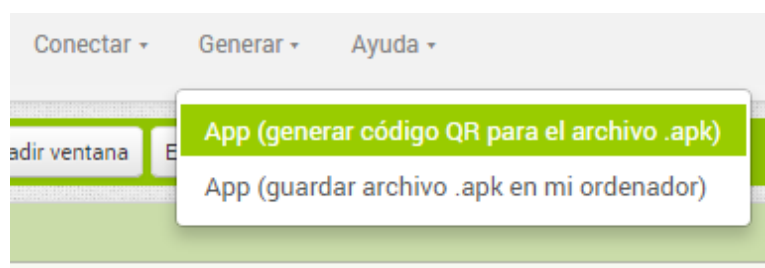 Conectar Generar Ayuda
App (generar código QR para el archivo .apk)
ventana
App (guardar archivo .apk en mi ordenador)